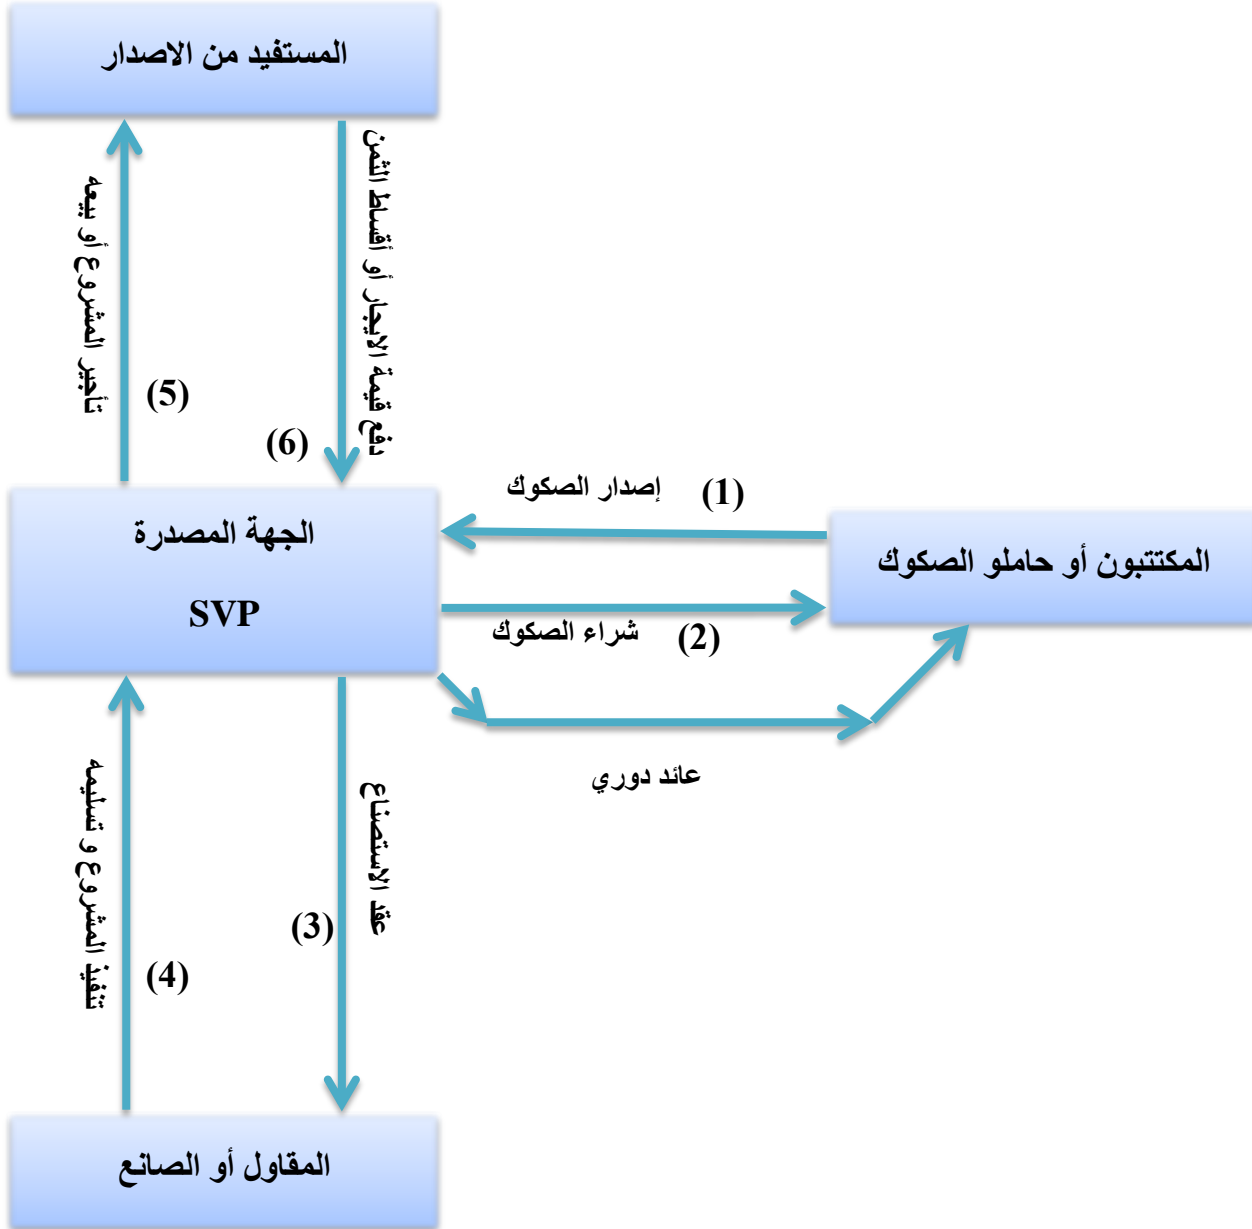 المستفيد من الاصدار
تأجير المشروع أو بيعه
(5)
دفع قيمة الايجار أو أقساط الثمن
(6)
الجهة المصدرة
SVP
إصدار الصكوك (1)
المكتتبون أو حاملو الصكوك
شراء الصكوك (2)
عائد دوري
عقد الاستصناع
(3)
تنفيذ المشروع و تسليمه
(4)
المقاول أو الصانع